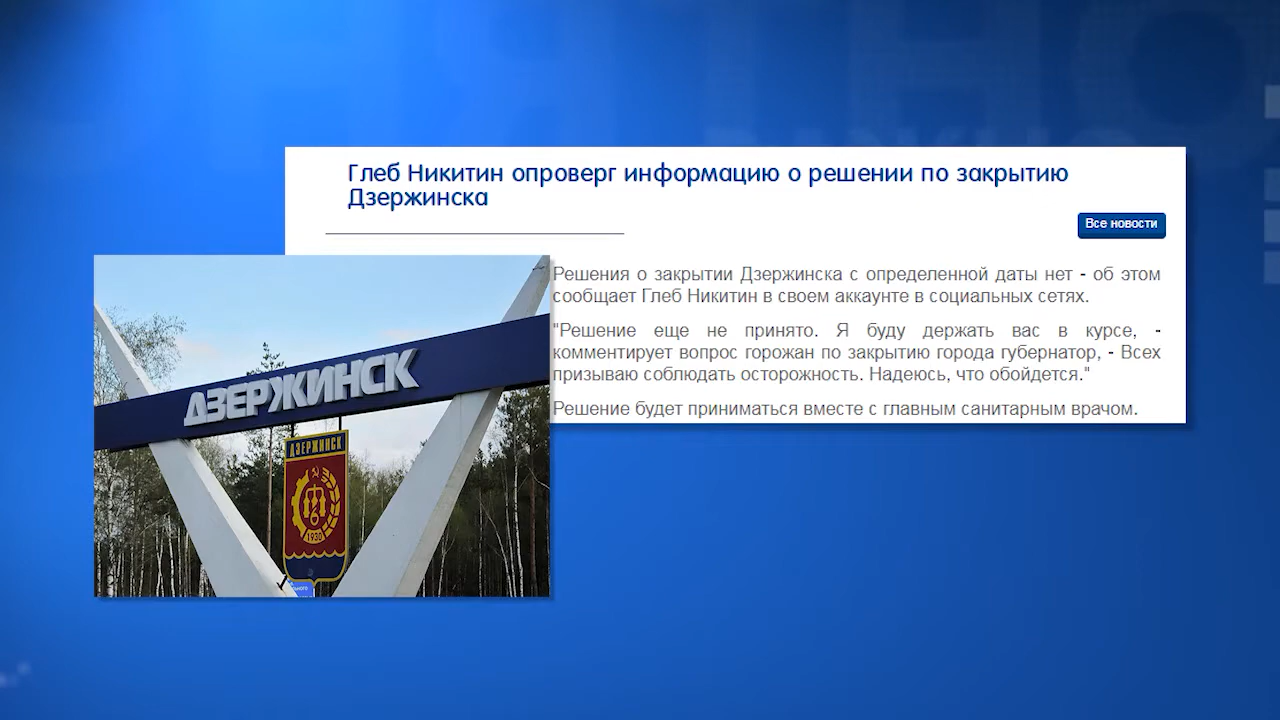 Глеб Никитин опроверг информацию о решении по закрытию
Дзержинска
Все новости
Решения о закрытии Дзержинска с определенной даты нет - об этом
сообщает Глеб Никитин в своем аккаунте в социальных сетях.
"Решение еще не принято. Я буду держать вас в курсе, -
комментирует вопрос горожан по закрытию города губернатор, - Всех
призываю соблюдать осторожность. Надеюсь, что обойдется."
Решение будет приниматься вместе с главным санитарным врачом.
ДЗЕРЖИНСК
ДЗЕРЖИНСК
1930